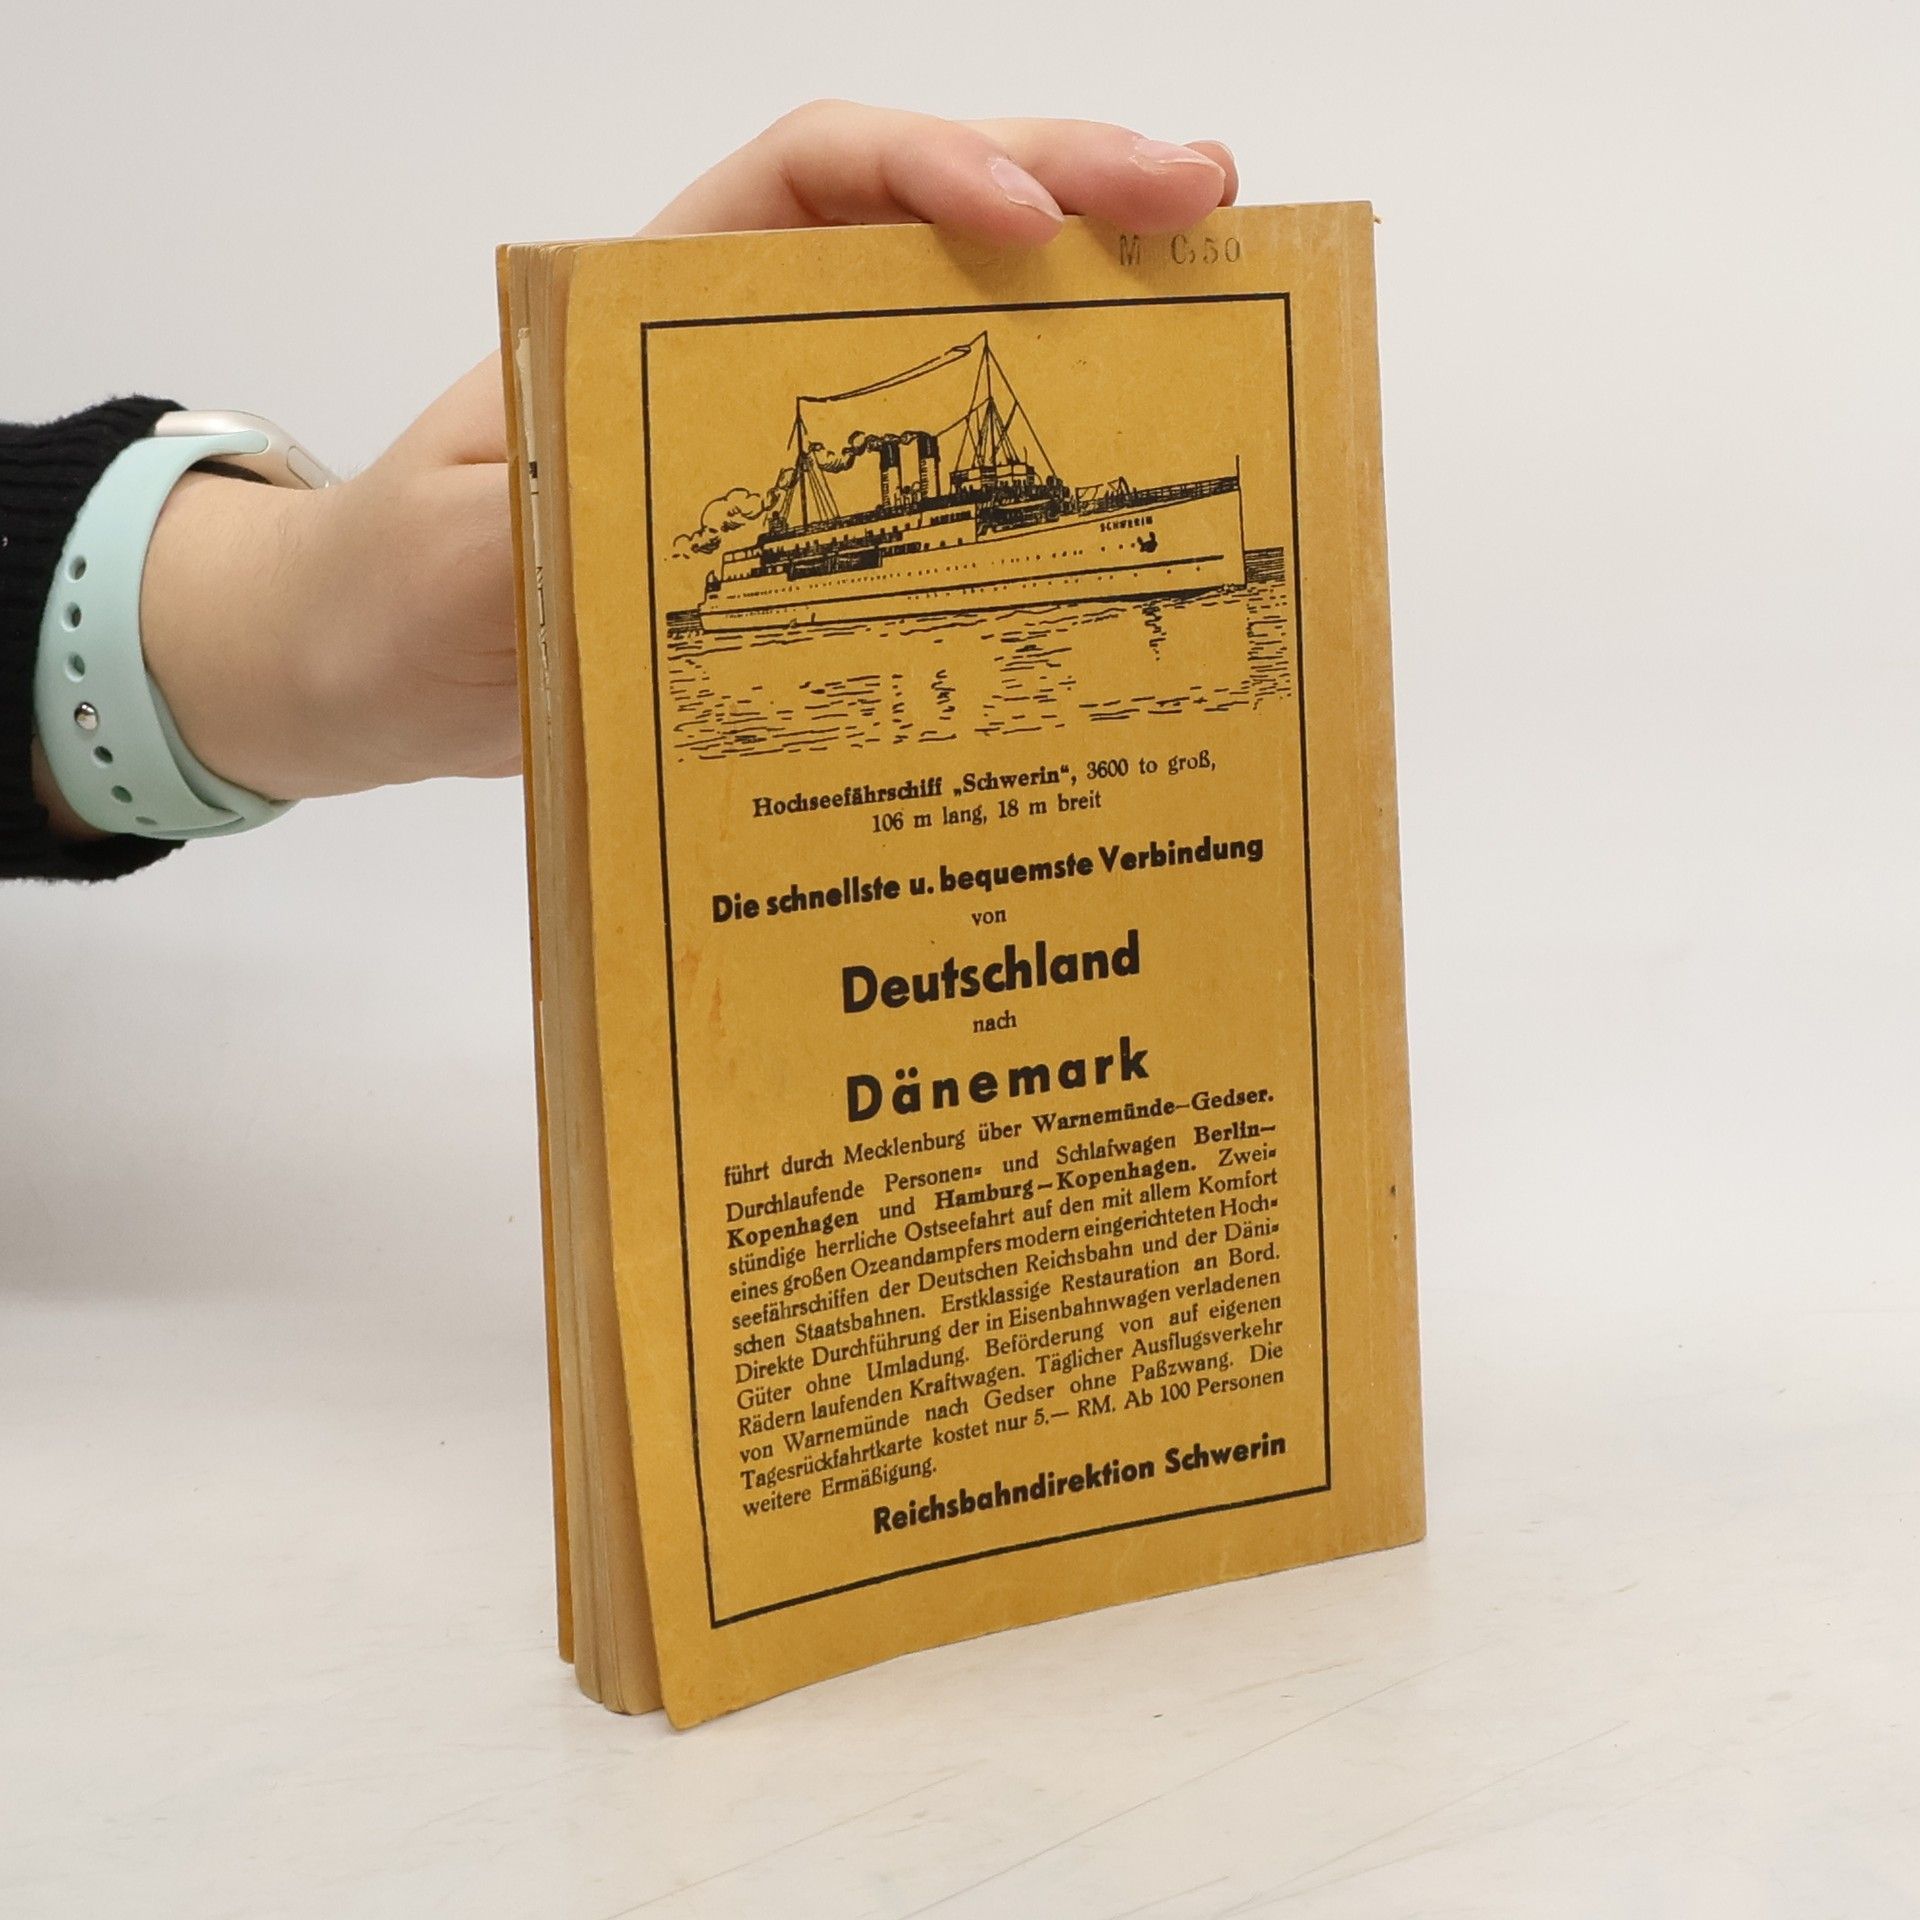 M 0,50
SCHWERIN
Hochseefährschiff „Schwerin“, 3600 to groß,
106 m lang, 18 m breit
Die schnellste u. bequemste Verbindung
von
Deutschland
nach
Dänemark
führt durch Mecklenburg über Warnemünde–Gedser.
Durchlaufende Personen- und Schlafwagen Berlin–
Kopenhagen und Hamburg–Kopenhagen. Zwei-
stündige herrliche Ostseefahrt auf den mit allem Komfort
eines großen Ozeandampfers modern eingerichteten Hoch-
seefährschiffen der Deutschen Reichsbahn und der Däni-
schen Staatsbahnen. Erstklassige Restauration an Bord.
Direkte Durchführung der in Eisenbahnwagen verladenen
Güter ohne Umladung. Beförderung von auf eigenen
Rädern laufenden Kraftwagen. Täglicher Ausflugsverkehr
von Warnemünde nach Gedser ohne Paßzwang. Die
Tagesrückfahrtkarte kostet nur 5.— RM. Ab 100 Personen
weitere Ermäßigung.
Reichsbahndirektion Schwerin